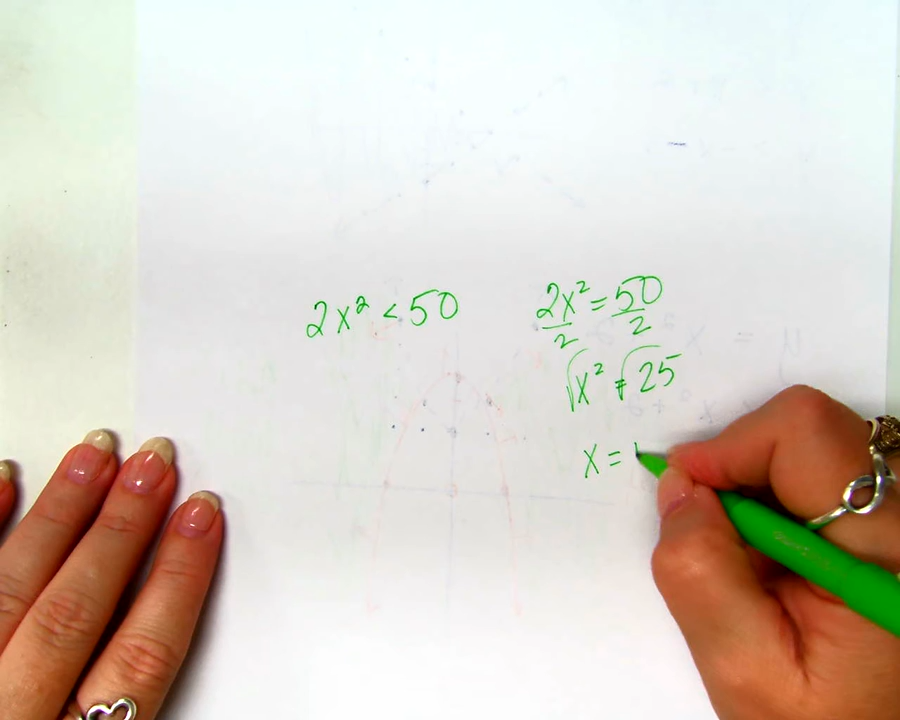 2x² < 50
2x² = 50
2 2
√x² = √25
x =